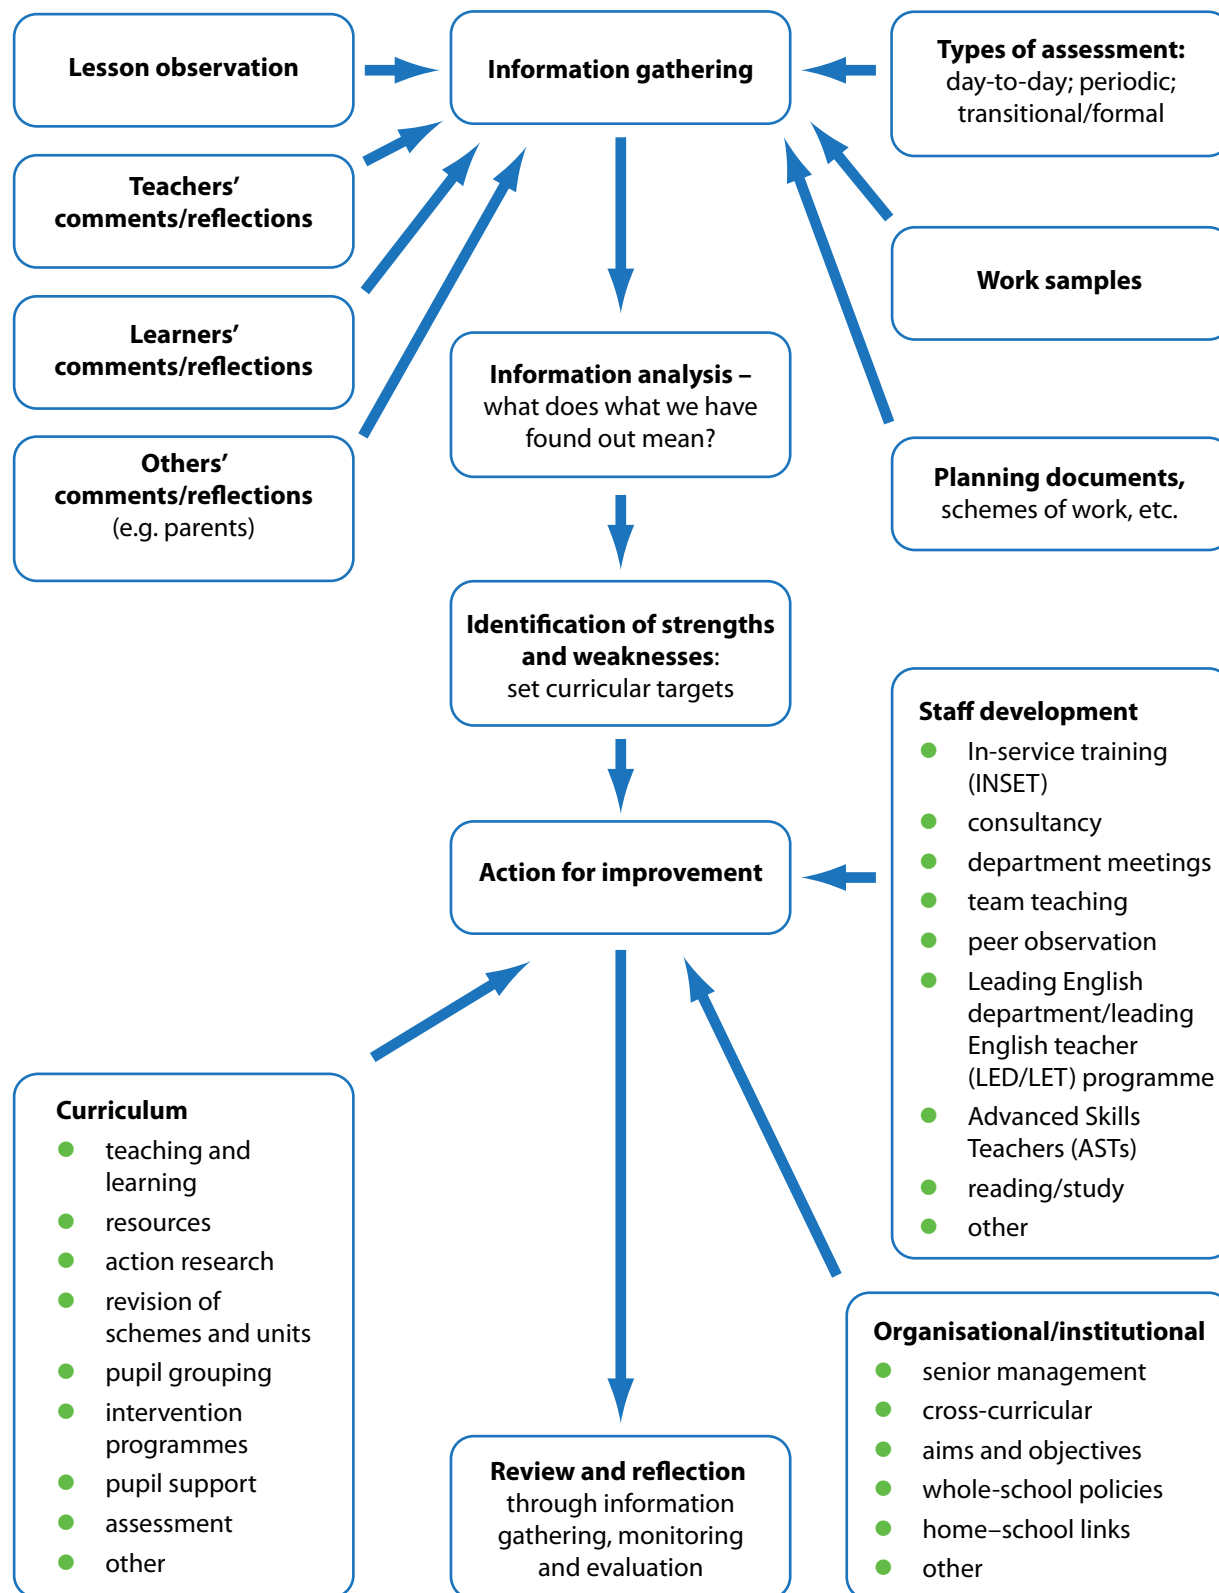 Lesson observation
Information gathering
Types of assessment:
day-to-day; periodic;
transitional/formal
Teachers’
comments/reflections
Work samples
Learners’
comments/reflections
Information analysis –
what does what we have
found out mean?
Others’
comments/reflections
(e.g. parents)
Planning documents,
schemes of work, etc.
Identification of strengths
and weaknesses:
set curricular targets
Staff development
In-service training
(INSET)
consultancy
department meetings
team teaching
peer observation
Leading English
department/leading
English teacher
(LED/LET) programme
Advanced Skills
Teachers (ASTs)
reading/study
other
Action for improvement
Curriculum
teaching and
learning
resources
action research
revision of
schemes and units
pupil grouping
intervention
programmes
pupil support
assessment
other
Review and reflection
through information
gathering, monitoring
and evaluation
Organisational/institutional
senior management
cross-curricular
aims and objectives
whole-school policies
home–school links
other